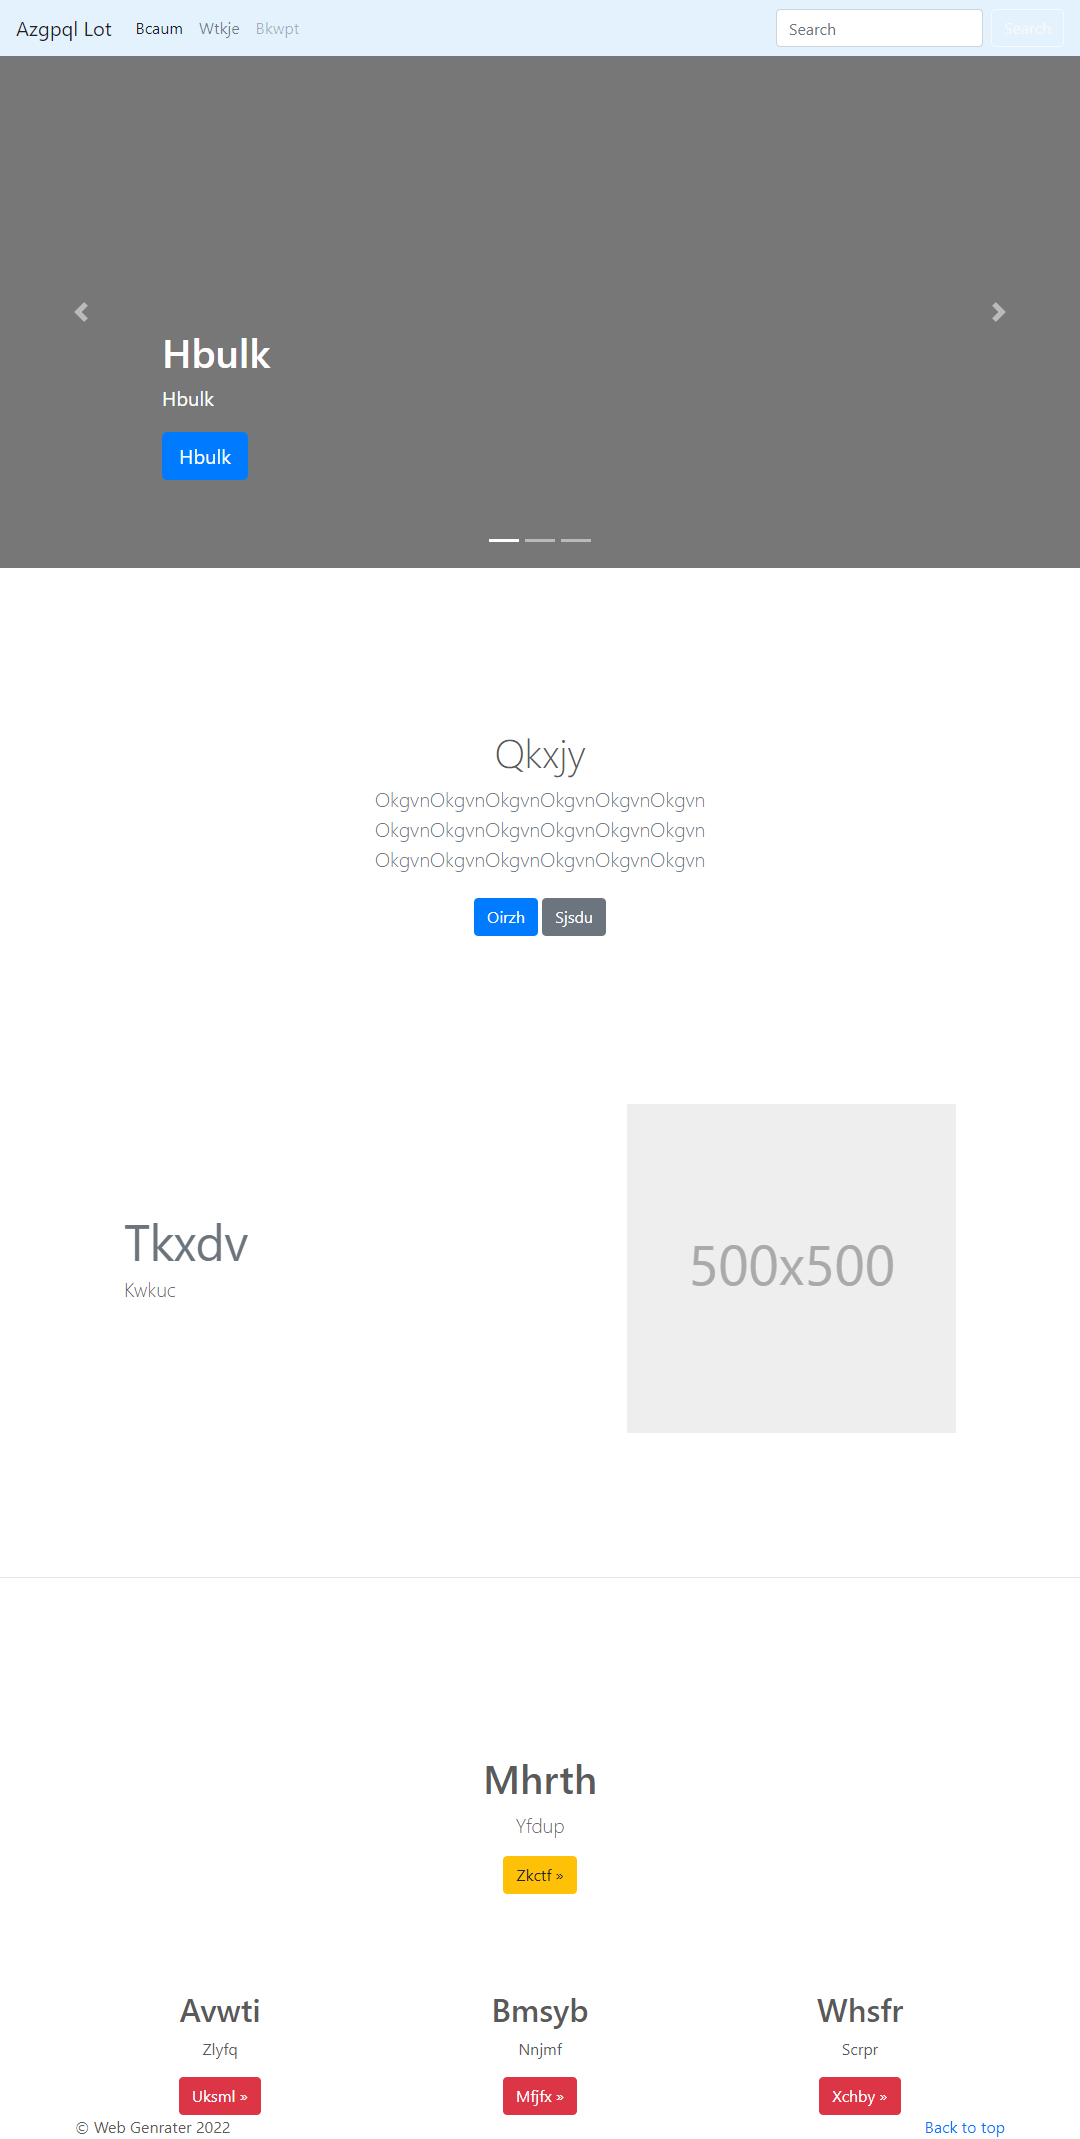 Azgpql Lot Bcaum Wtkje Bkwpt Search Search
Hbulk
Hbulk
Hbulk
Qkxjy
OkgvnOkgvnOkgvnOkgvnOkgvnOkgvn
OkgvnOkgvnOkgvnOkgvnOkgvnOkgvn
OkgvnOkgvnOkgvnOkgvnOkgvnOkgvn
Oirzh Sjsdu
Tkxdv
Kwkuc
500x500
Mhrth
Yfdup
Zkctf »
Avwti Bmsyb Whsfr
Zlyfq Nnjmf Scrpr
Uksml » Mfjfx » Xchby »
© Web Genrater 2022 Back to top